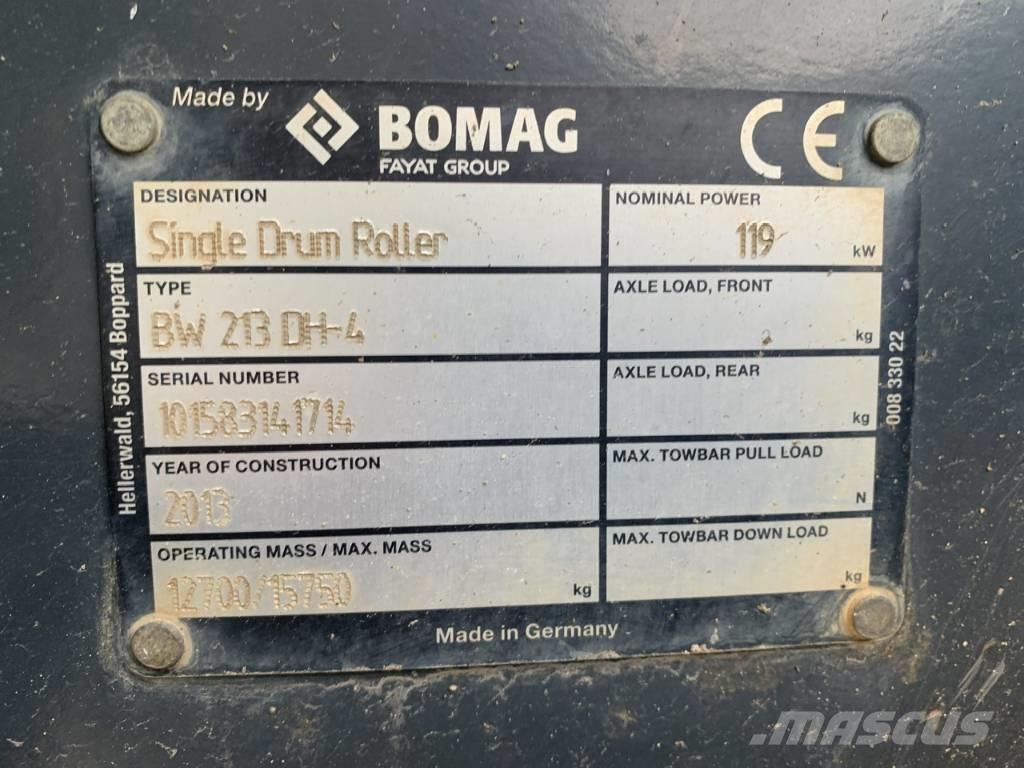 Made by
BOMAG
FAYAT GROUP
CE
DESIGNATION
Single Drum Roller
NOMINAL POWER
119 kW
TYPE
BW 213 DH-4
AXLE LOAD, FRONT
kg
SERIAL NUMBER
101583141714
AXLE LOAD, REAR
kg
YEAR OF CONSTRUCTION
2013
MAX. TOWBAR PULL LOAD
N
OPERATING MASS / MAX. MASS
12700/15750 kg
MAX. TOWBAR DOWN LOAD
kg
Made in Germany
Hellerwald, 56154 Boppard
008 330 22
MASCUS